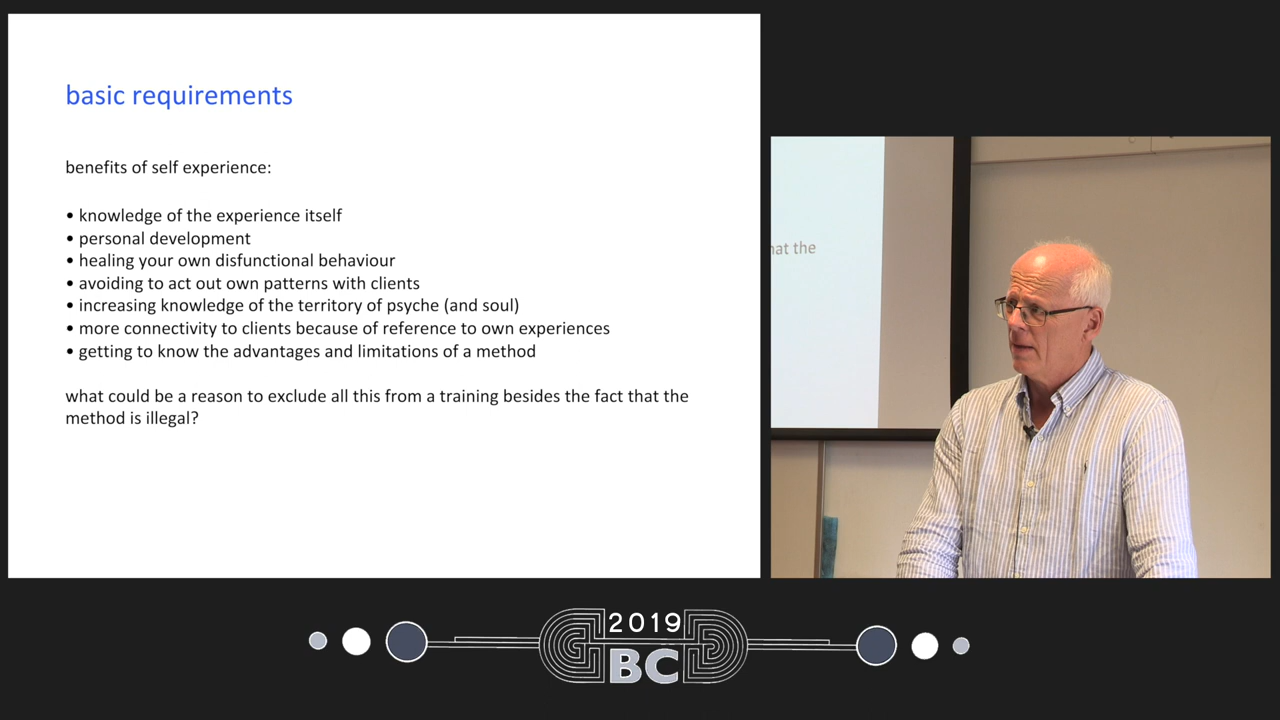 basic requirements
benefits of self experience:
• knowledge of the experience itself
• personal development
• healing your own disfunctional behaviour
• avoiding to act out own patterns with clients
• increasing knowledge of the territory of psyche (and soul)
• more connectivity to clients because of reference to own experiences
• getting to know the advantages and limitations of a method
what could be a reason to exclude all this from a training besides the fact that the
method is illegal?
hat the
2019
BC